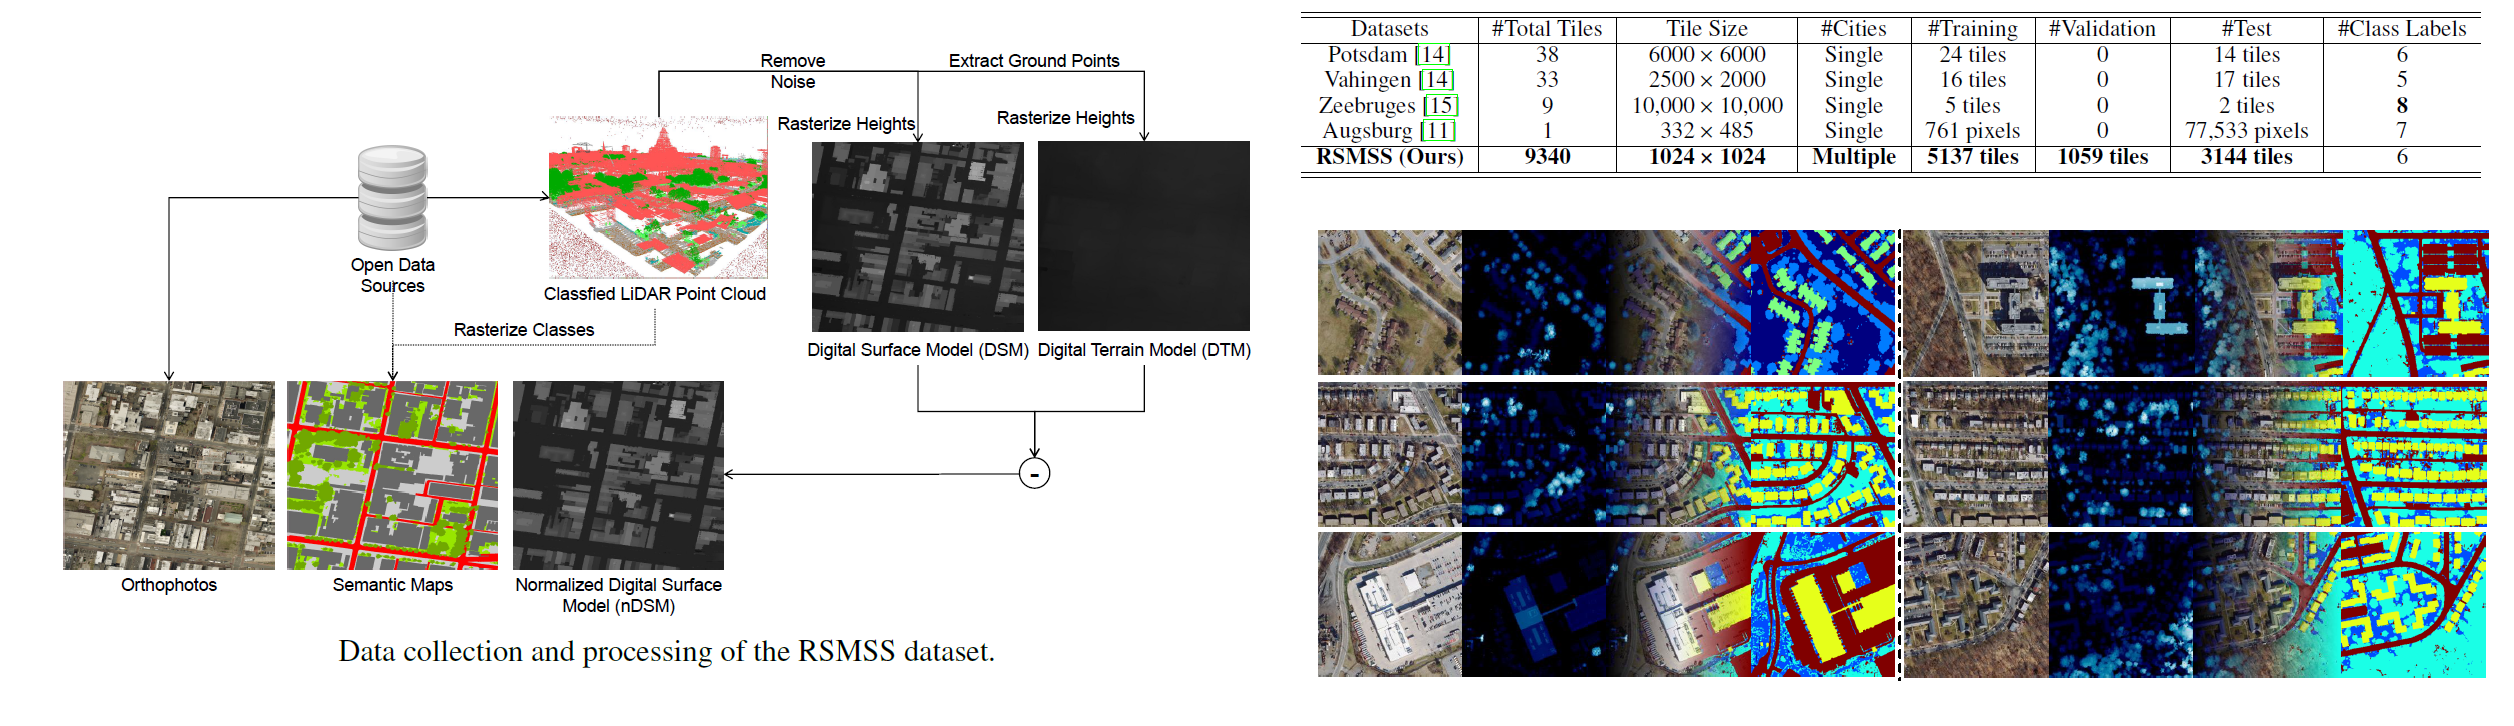 Remove
Noise
Extract Ground Points
Rasterize Heights
Rasterize Heights
Open Data
Sources
Classfied LiDAR Point Cloud
Rasterize Classes
Digital Surface Model (DSM)
Digital Terrain Model (DTM)
-
Orthophotos
Semantic Maps
Normalized Digital Surface
Model (nDSM)
Data collection and processing of the RSMSS dataset.
Datasets #Total Tiles Tile Size #Cities #Training #Validation #Test #Class Labels
Potsdam [14] 38 6000 × 6000 Single 24 tiles 0 14 tiles 6
Vahingen [14] 33 2500 × 2000 Single 16 tiles 0 17 tiles 5
Zeebruges [15] 9 10,000 × 10,000 Single 5 tiles 0 2 tiles 8
Augsburg [11] 1 332 × 485 Single 761 pixels 0 77,533 pixels 7
RSMSS (Ours) 9340 1024 × 1024 Multiple 5137 tiles 1059 tiles 3144 tiles 6